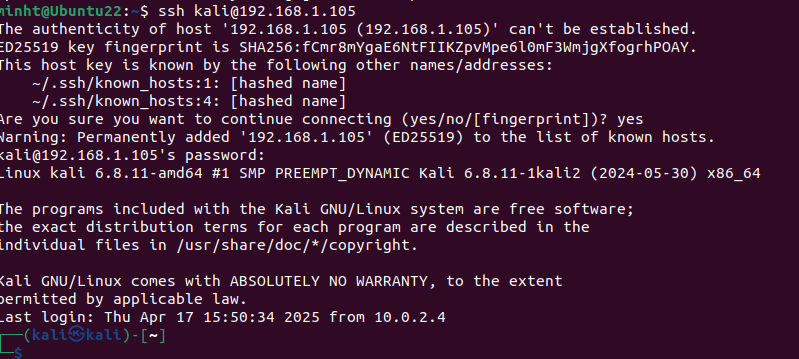 minht@Ubuntu22:~$ ssh kali@192.168.1.105
The authenticity of host '192.168.1.105 (192.168.1.105)' can't be established.
ED25519 key fingerprint is SHA256:fCmr8mYgaE6NtFIIKZpvMpe6l0mF3WmjgXfogrhPOAY.
This host key is known by the following other names/addresses:
    ~/.ssh/known_hosts:1: [hashed name]
    ~/.ssh/known_hosts:4: [hashed name]
Are you sure you want to continue connecting (yes/no/[fingerprint])? yes
Warning: Permanently added '192.168.1.105' (ED25519) to the list of known hosts.
kali@192.168.1.105's password:
Linux kali 6.8.11-amd64 #1 SMP PREEMPT_DYNAMIC Kali 6.8.11-1kali2 (2024-05-30) x86_64

The programs included with the Kali GNU/Linux system are free software;
the exact distribution terms for each program are described in the
individual files in /usr/share/doc/*/copyright.

Kali GNU/Linux comes with ABSOLUTELY NO WARRANTY, to the extent
permitted by applicable law.
Last login: Thu Apr 17 15:50:34 2025 from 10.0.2.4
┌──(kali㉿kali)-[~]
└─$